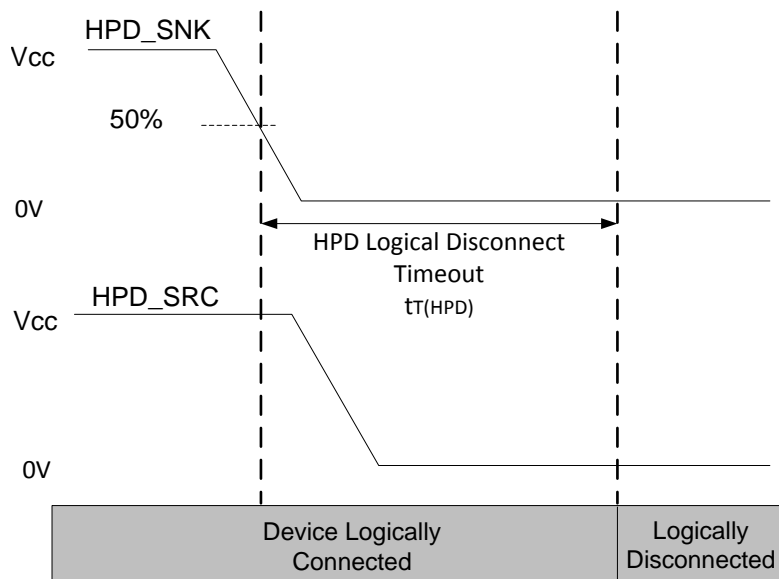 HPD_SNK
Vcc
50%
0V
HPD Logical Disconnect
Timeout
tT(HPD)
HPD_SRC
Vcc
0V
Device Logically
Connected
Logically
Disconnected